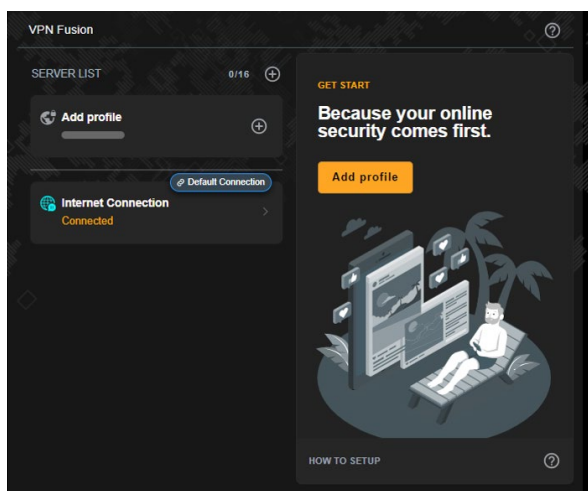 VPN Fusion
SERVER LIST
0/16
Add profile
Default Connection
Internet Connection
Connected
GET START
Because your online
security comes first.
Add profile
HOW TO SETUP